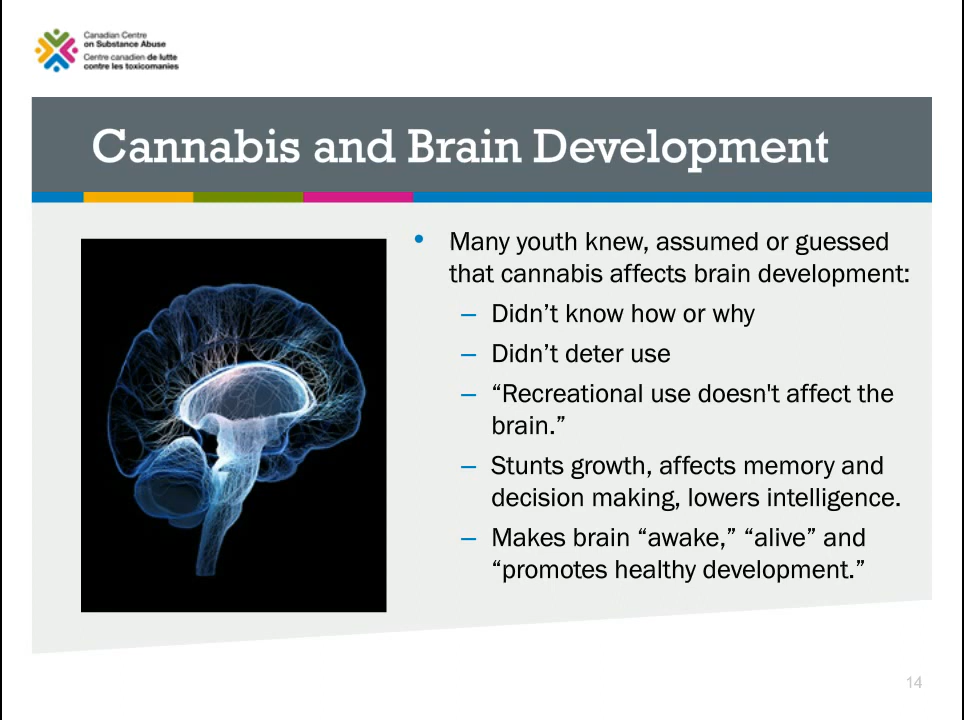 Canadian Centre
on Substance Abuse
Centre canadien de lutte
contre les toxicomanies
Cannabis and Brain Development
• Many youth knew, assumed or guessed
that cannabis affects brain development:
– Didn’t know how or why
– Didn’t deter use
– “Recreational use doesn't affect the
brain.”
– Stunts growth, affects memory and
decision making, lowers intelligence.
– Makes brain “awake,” “alive” and
“promotes healthy development.”
14